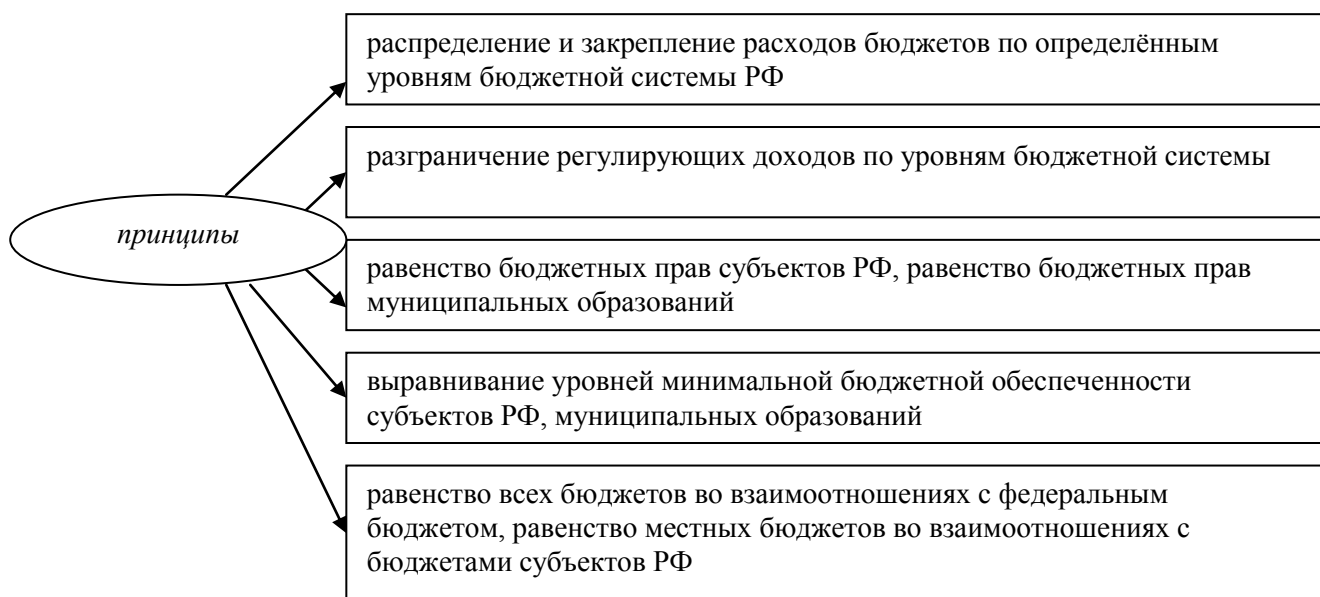 распределение и закрепление расходов бюджетов по определённым
уровням бюджетной системы РФ
разграничение регулирующих доходов по уровням бюджетной системы
принципы
равенство бюджетных прав субъектов РФ, равенство бюджетных прав
муниципальных образований
выравнивание уровней минимальной бюджетной обеспеченности
субъектов РФ, муниципальных образований
равенство всех бюджетов во взаимоотношениях с федеральным
бюджетом, равенство местных бюджетов во взаимоотношениях с
бюджетами субъектов РФ